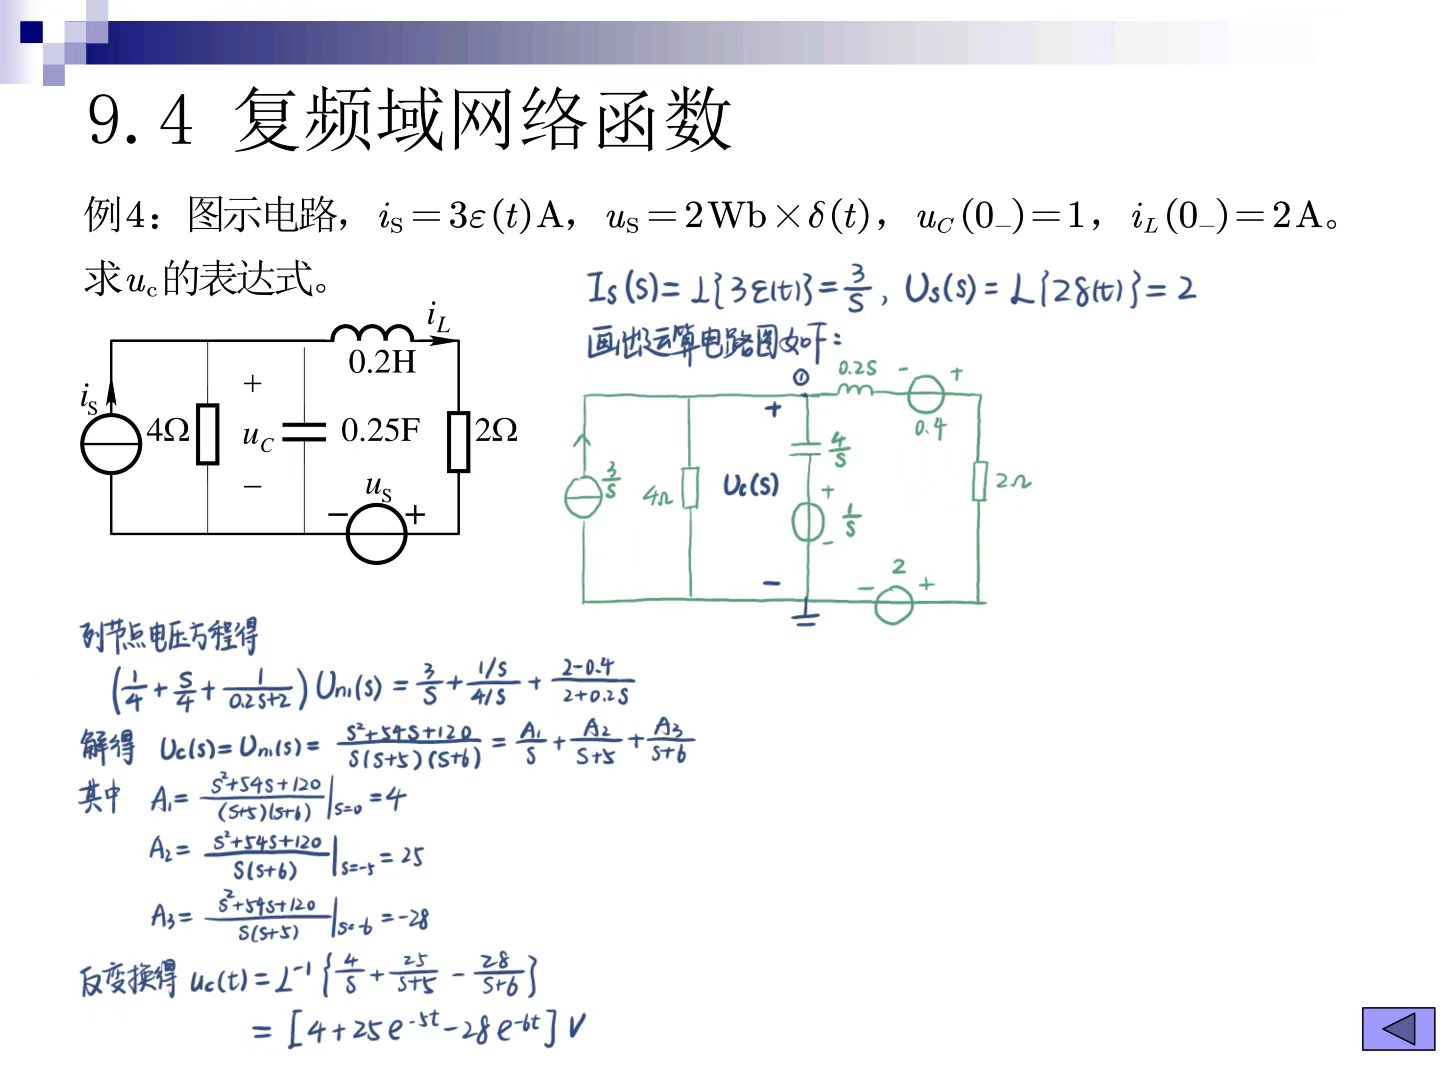 9.4 复频域网络函数
例4：图示电路，iS＝3ε(t)A，uS＝2Wb×δ(t)，uC(0_)＝1，iL(0_)＝2A。
求uc的表达式。
Is(s)=L{3ε(t)}=3/s, Us(s)=L{2δ(t)}=2
画出运算电路图如下：
iL
0.2H
iS
4Ω
+
uC
−
0.25F
2Ω
uS
− +
① 0.2S − +
0.4
+
4/s
3/s
4Ω
Uc(s)
+
1/s
−
2Ω
−
2
− +
列节点电压方程得
(1/4+s/4+1/(0.2s+2))Un1(s)=3/s+(1/s)/(4/s)+(2-0.4)/(2+0.2s)
解得 Uc(s)=Un1(s)=(s²+54s+120)/(s(s+5)(s+6))=A1/s+A2/(s+5)+A3/(s+6)
其中 A1=(s²+54s+120)/((s+5)(s+6))|s=0=4
A2=(s²+54s+120)/(s(s+6))|s=-5=25
A3=(s²+54s+120)/(s(s+5))|s=-6=-28
反变换得 uc(t)=L⁻¹{4/s+25/(s+5)-28/(s+6)}
=[4+25e^-5t-28e^-6t]V